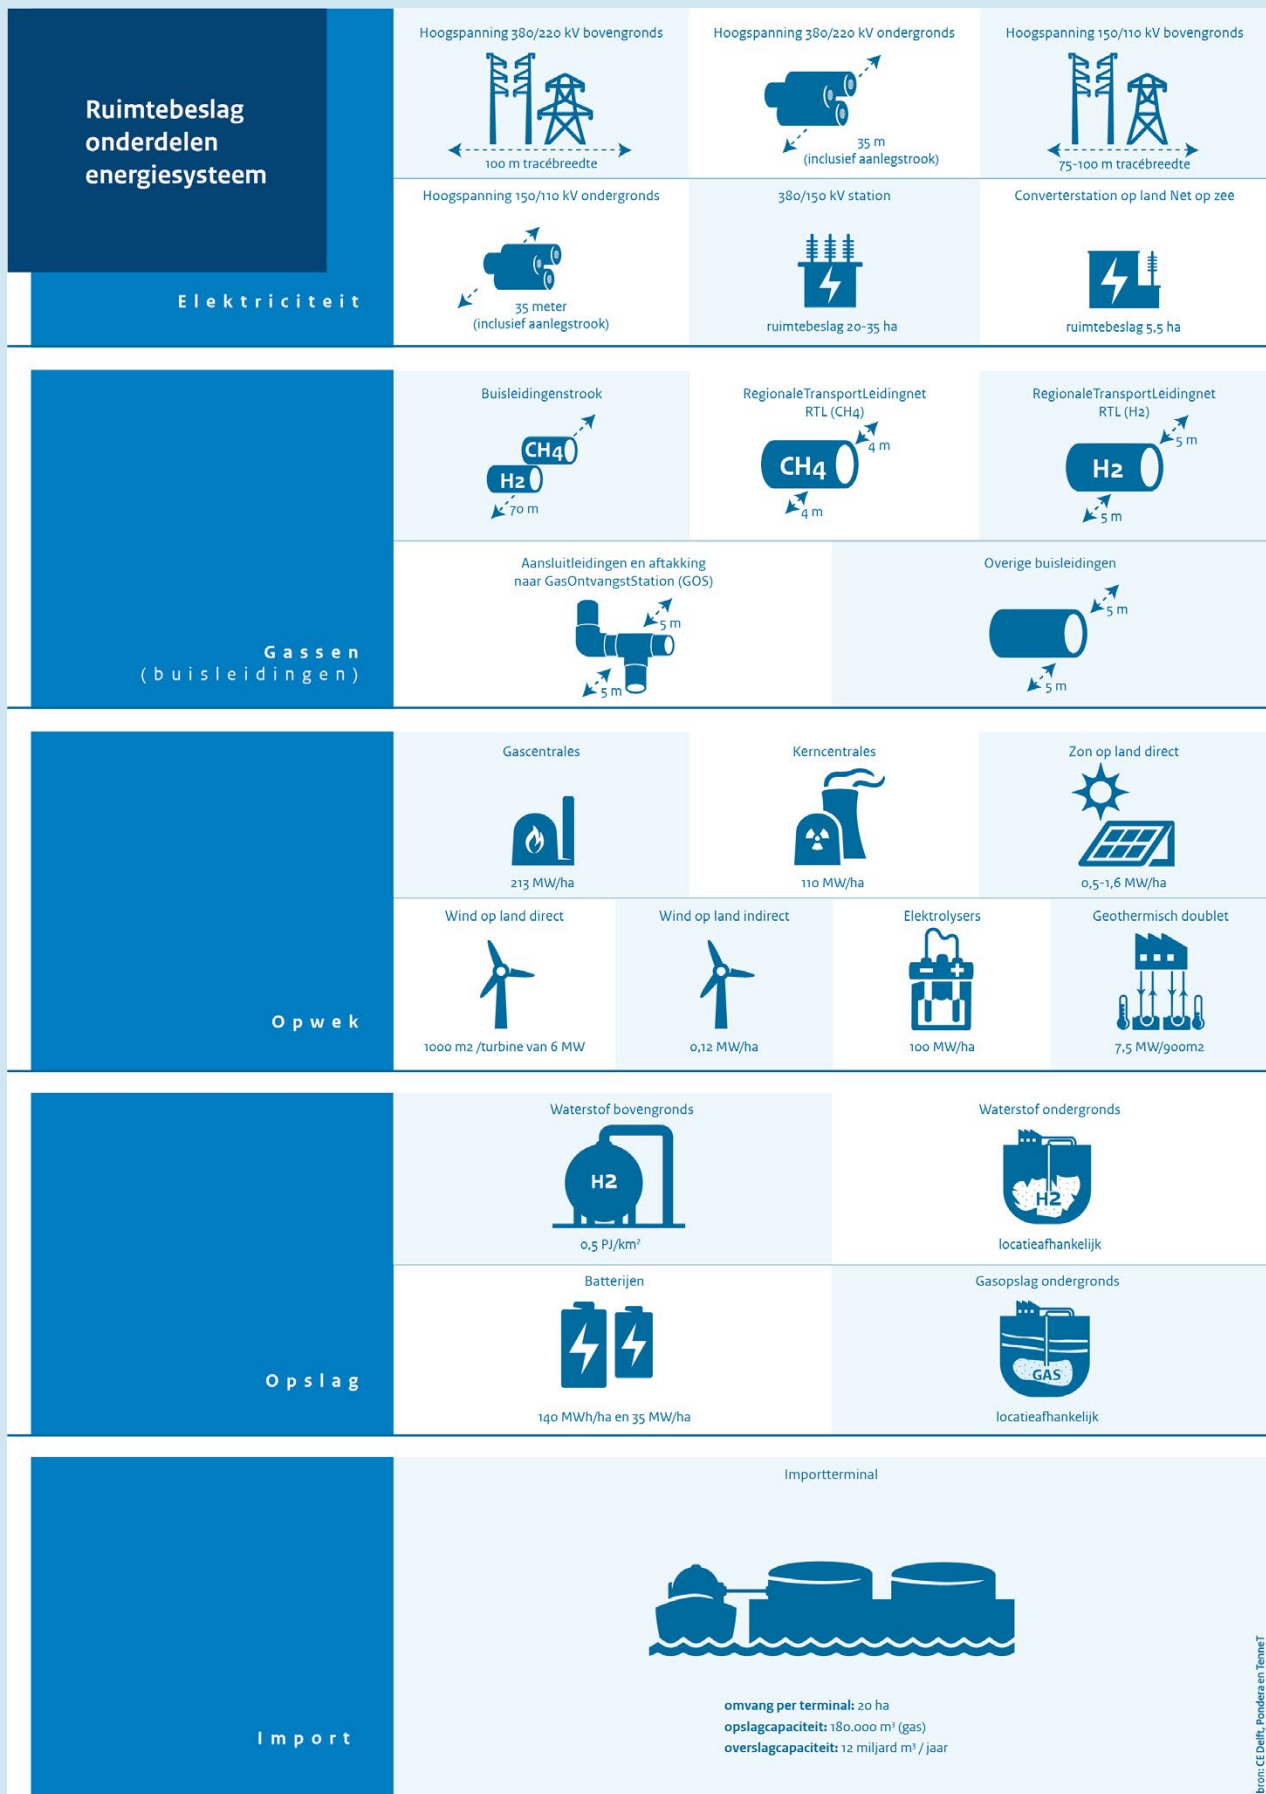 Ruimtebeslag
onderdelen
energiesysteem
Elektriciteit
Hoogspanning 380/220 kV bovengronds
100 m tracébreedte
Hoogspanning 380/220 kV ondergronds
35 m
(inclusief aanlegstrook)
Hoogspanning 150/110 kV bovengronds
75-100 m tracébreedte
Hoogspanning 150/110 kV ondergronds
35 meter
(inclusief aanlegstrook)
380/150 kV station
ruimtebeslag 20-35 ha
Converterstation op land Net op zee
ruimtebeslag 5,5 ha
Gassen
(buisleidingen)
Buisleidingenstrook
CH4
H2
70 m
RegionaleTransportLeidingnet
RTL (CH4)
4 m
CH4
4 m
RegionaleTransportLeidingnet
RTL (H2)
5 m
H2
5 m
Aansluitleidingen en aftakking
naar GasOntvangstStation (GOS)
5 m
5 m
Overige buisleidingen
5 m
5 m
Opwek
Gascentrales
213 MW/ha
Kerncentrales
110 MW/ha
Zon op land direct
0,5-1,6 MW/ha
Wind op land direct
1000 m2 /turbine van 6 MW
Wind op land indirect
0,12 MW/ha
Elektrolysers
100 MW/ha
Geothermisch doublet
7,5 MW/900m2
Opslag
Waterstof bovengronds
H2
0,5 PJ/km²
Waterstof ondergronds
H2
locatieafhankelijk
Batterijen
140 MWh/ha en 35 MW/ha
Gasopslag ondergronds
GAS
locatieafhankelijk
Import
Importterminal
omvang per terminal: 20 ha
opslagcapaciteit: 180.000 m³ (gas)
overslagcapaciteit: 12 miljard m³ / jaar
bron: CE Delft, Pondera en TenneT